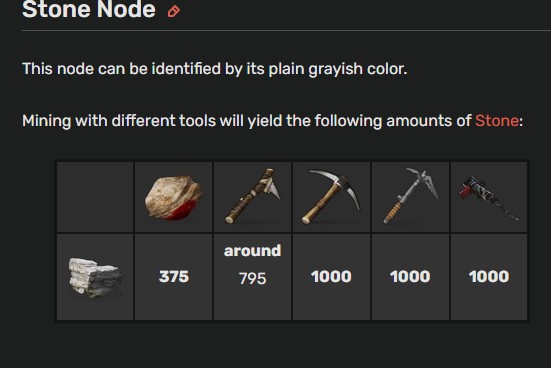 Stone Node
This node can be identified by its plain grayish color.
Mining with different tools will yield the following amounts of Stone:
375
around
795
1000
1000
1000